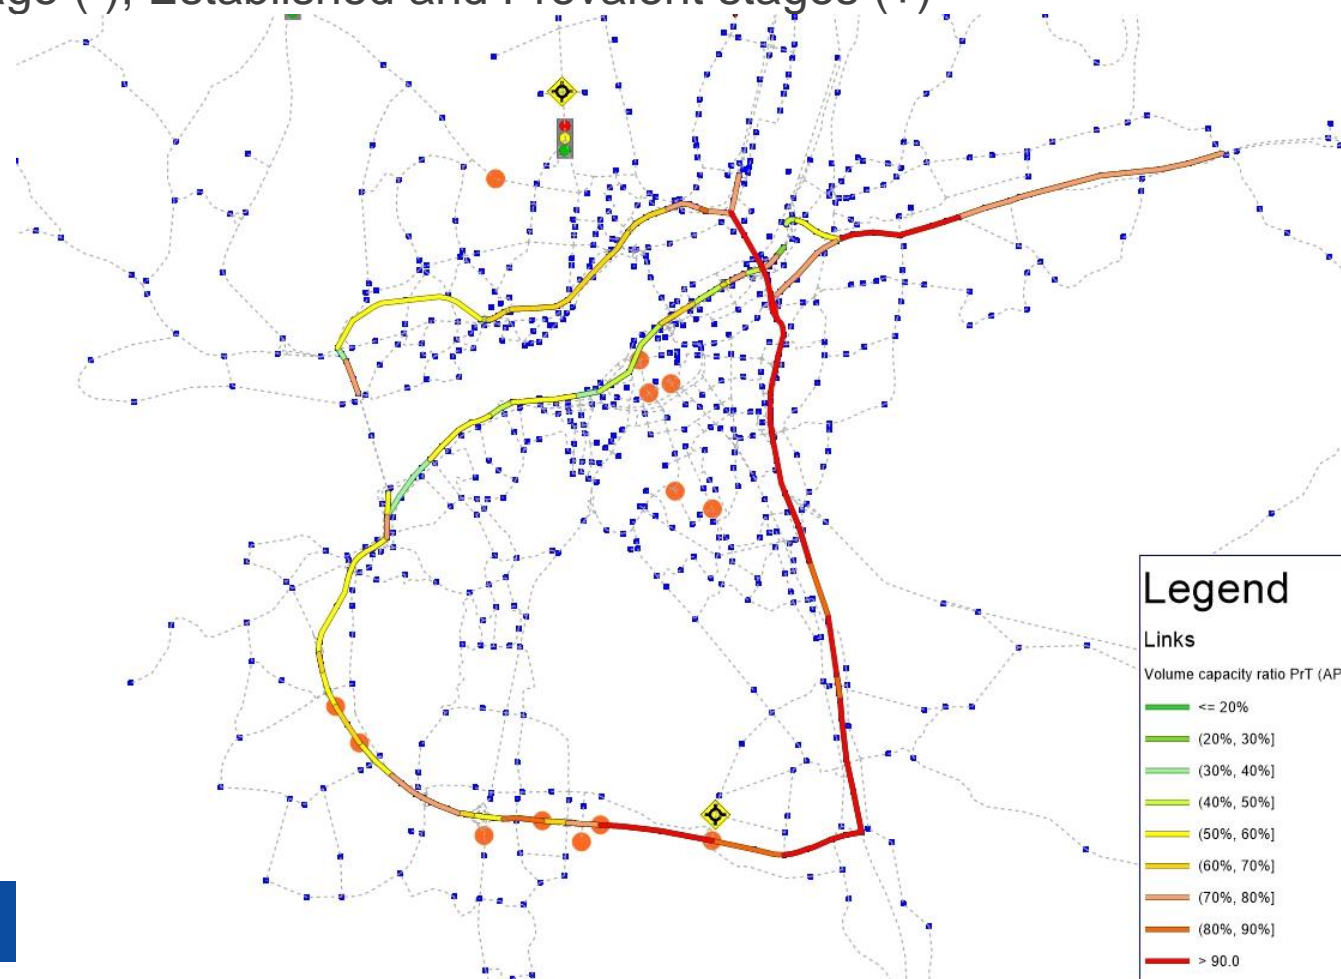 Established and Prevalent stages
Legend
Links
Volume capacity ratio PrT (AP
<= 20%
(20%, 30%]
(30%, 40%]
(40%, 50%]
(50%, 60%]
(60%, 70%]
(70%, 80%]
(80%, 90%]
> 90.0